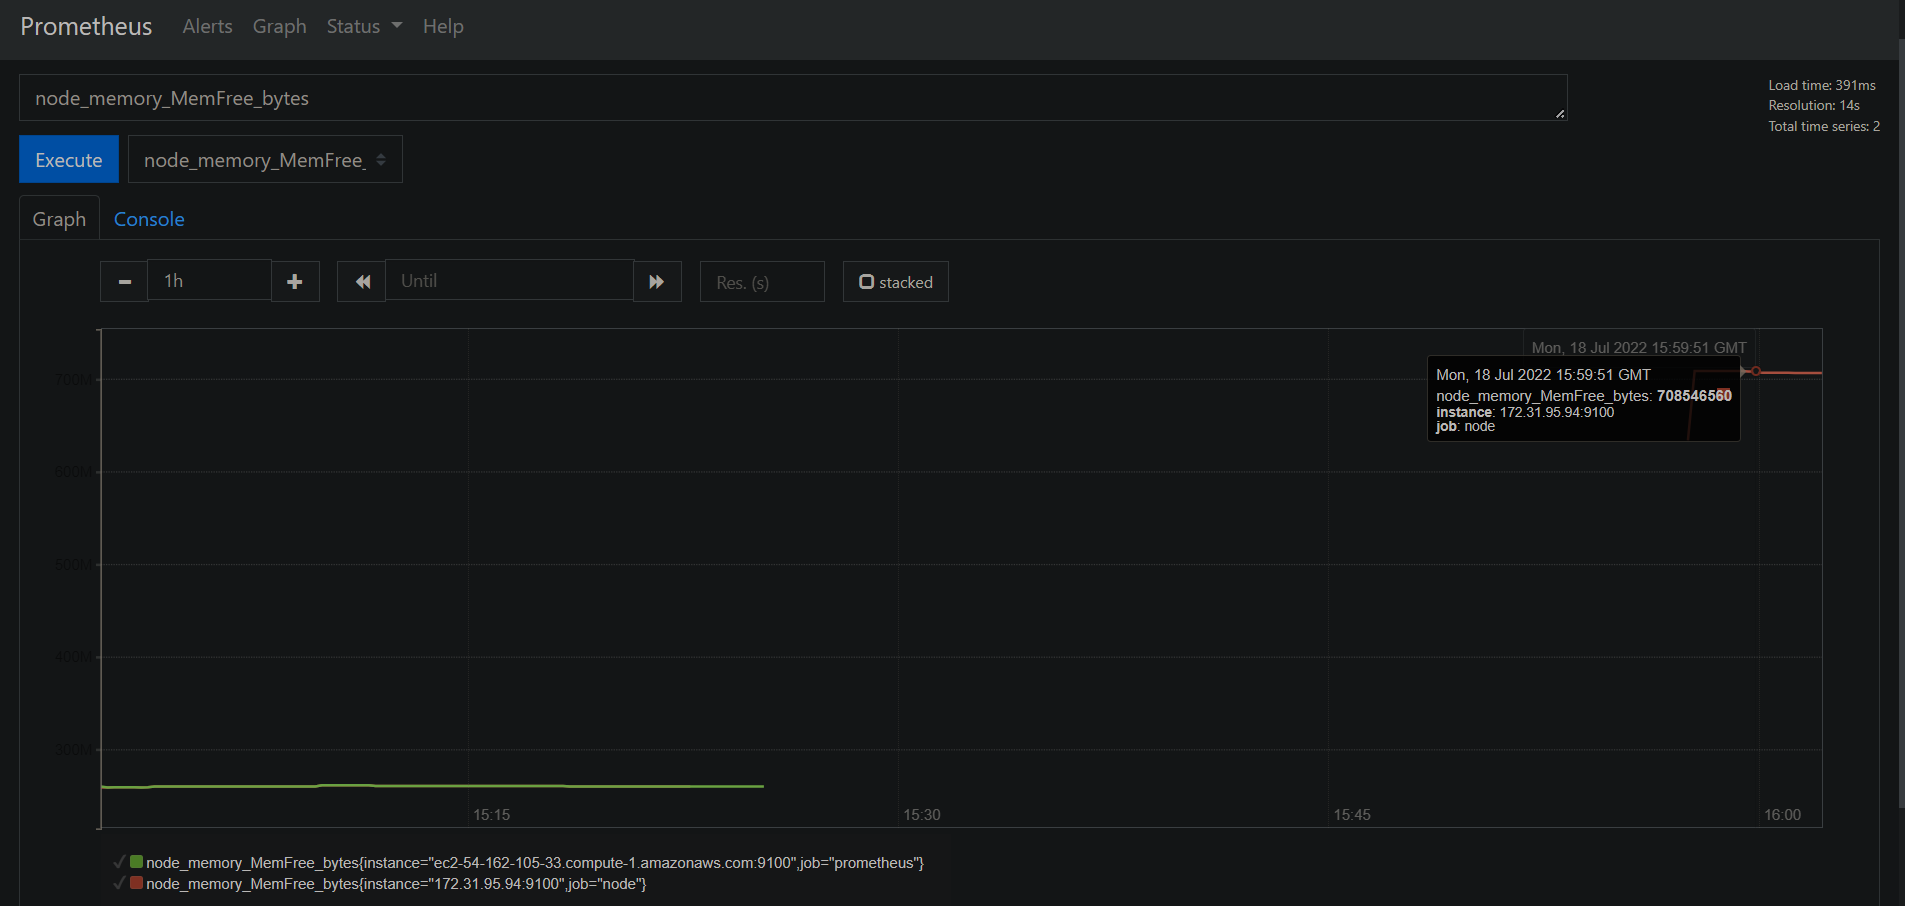 Prometheus Alerts Graph Status Help
node_memory_MemFree_bytes
Load time: 391ms
Resolution: 14s
Total time series: 2
Execute node_memory_MemFree_
Graph Console
1h Until Res. (s) stacked
Mon, 18 Jul 2022 15:59:51 GMT
Mon, 18 Jul 2022 15:59:51 GMT
node_memory_MemFree_bytes: 708546560
instance: 172.31.95.94:9100
job: node
700M
600M
500M
400M
300M
15:15 15:30 15:45 16:00
node_memory_MemFree_bytes{instance="ec2-54-162-105-33.compute-1.amazonaws.com:9100",job="prometheus"}
node_memory_MemFree_bytes{instance="172.31.95.94:9100",job="node"}